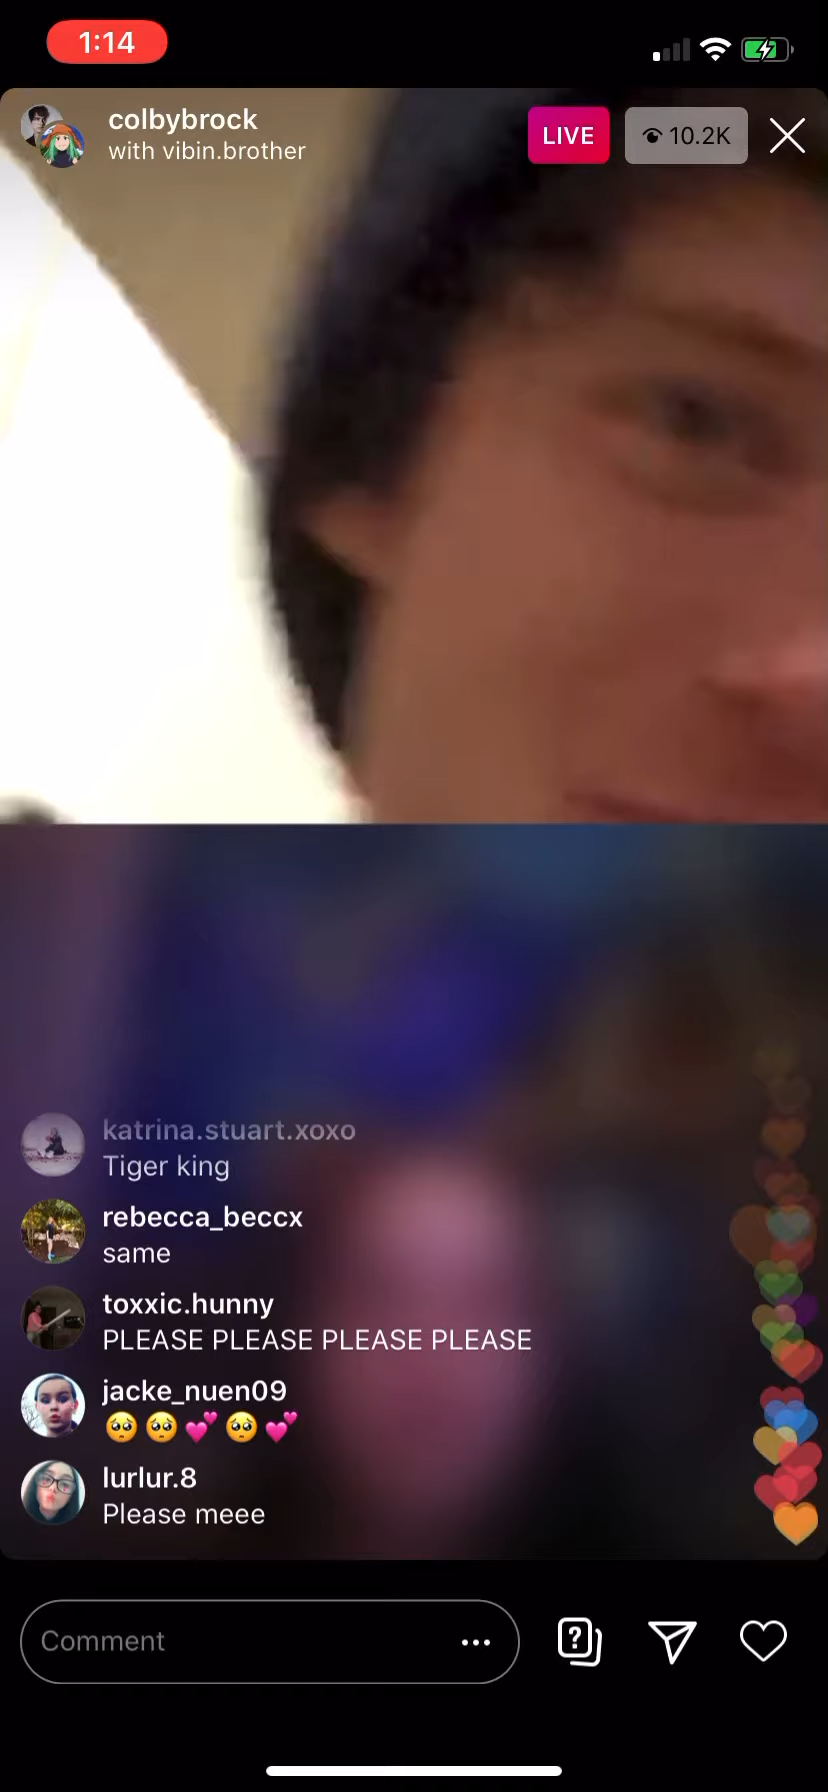 1:14
colbybrock
with vibin.brother
LIVE
10.2K
katrina.stuart.xoxo
Tiger king
rebecca_beccx
same
toxxic.hunny
PLEASE PLEASE PLEASE PLEASE
jacke_nuen09
🥺🥺💕🥺💕
lurlur.8
Please meee
Comment